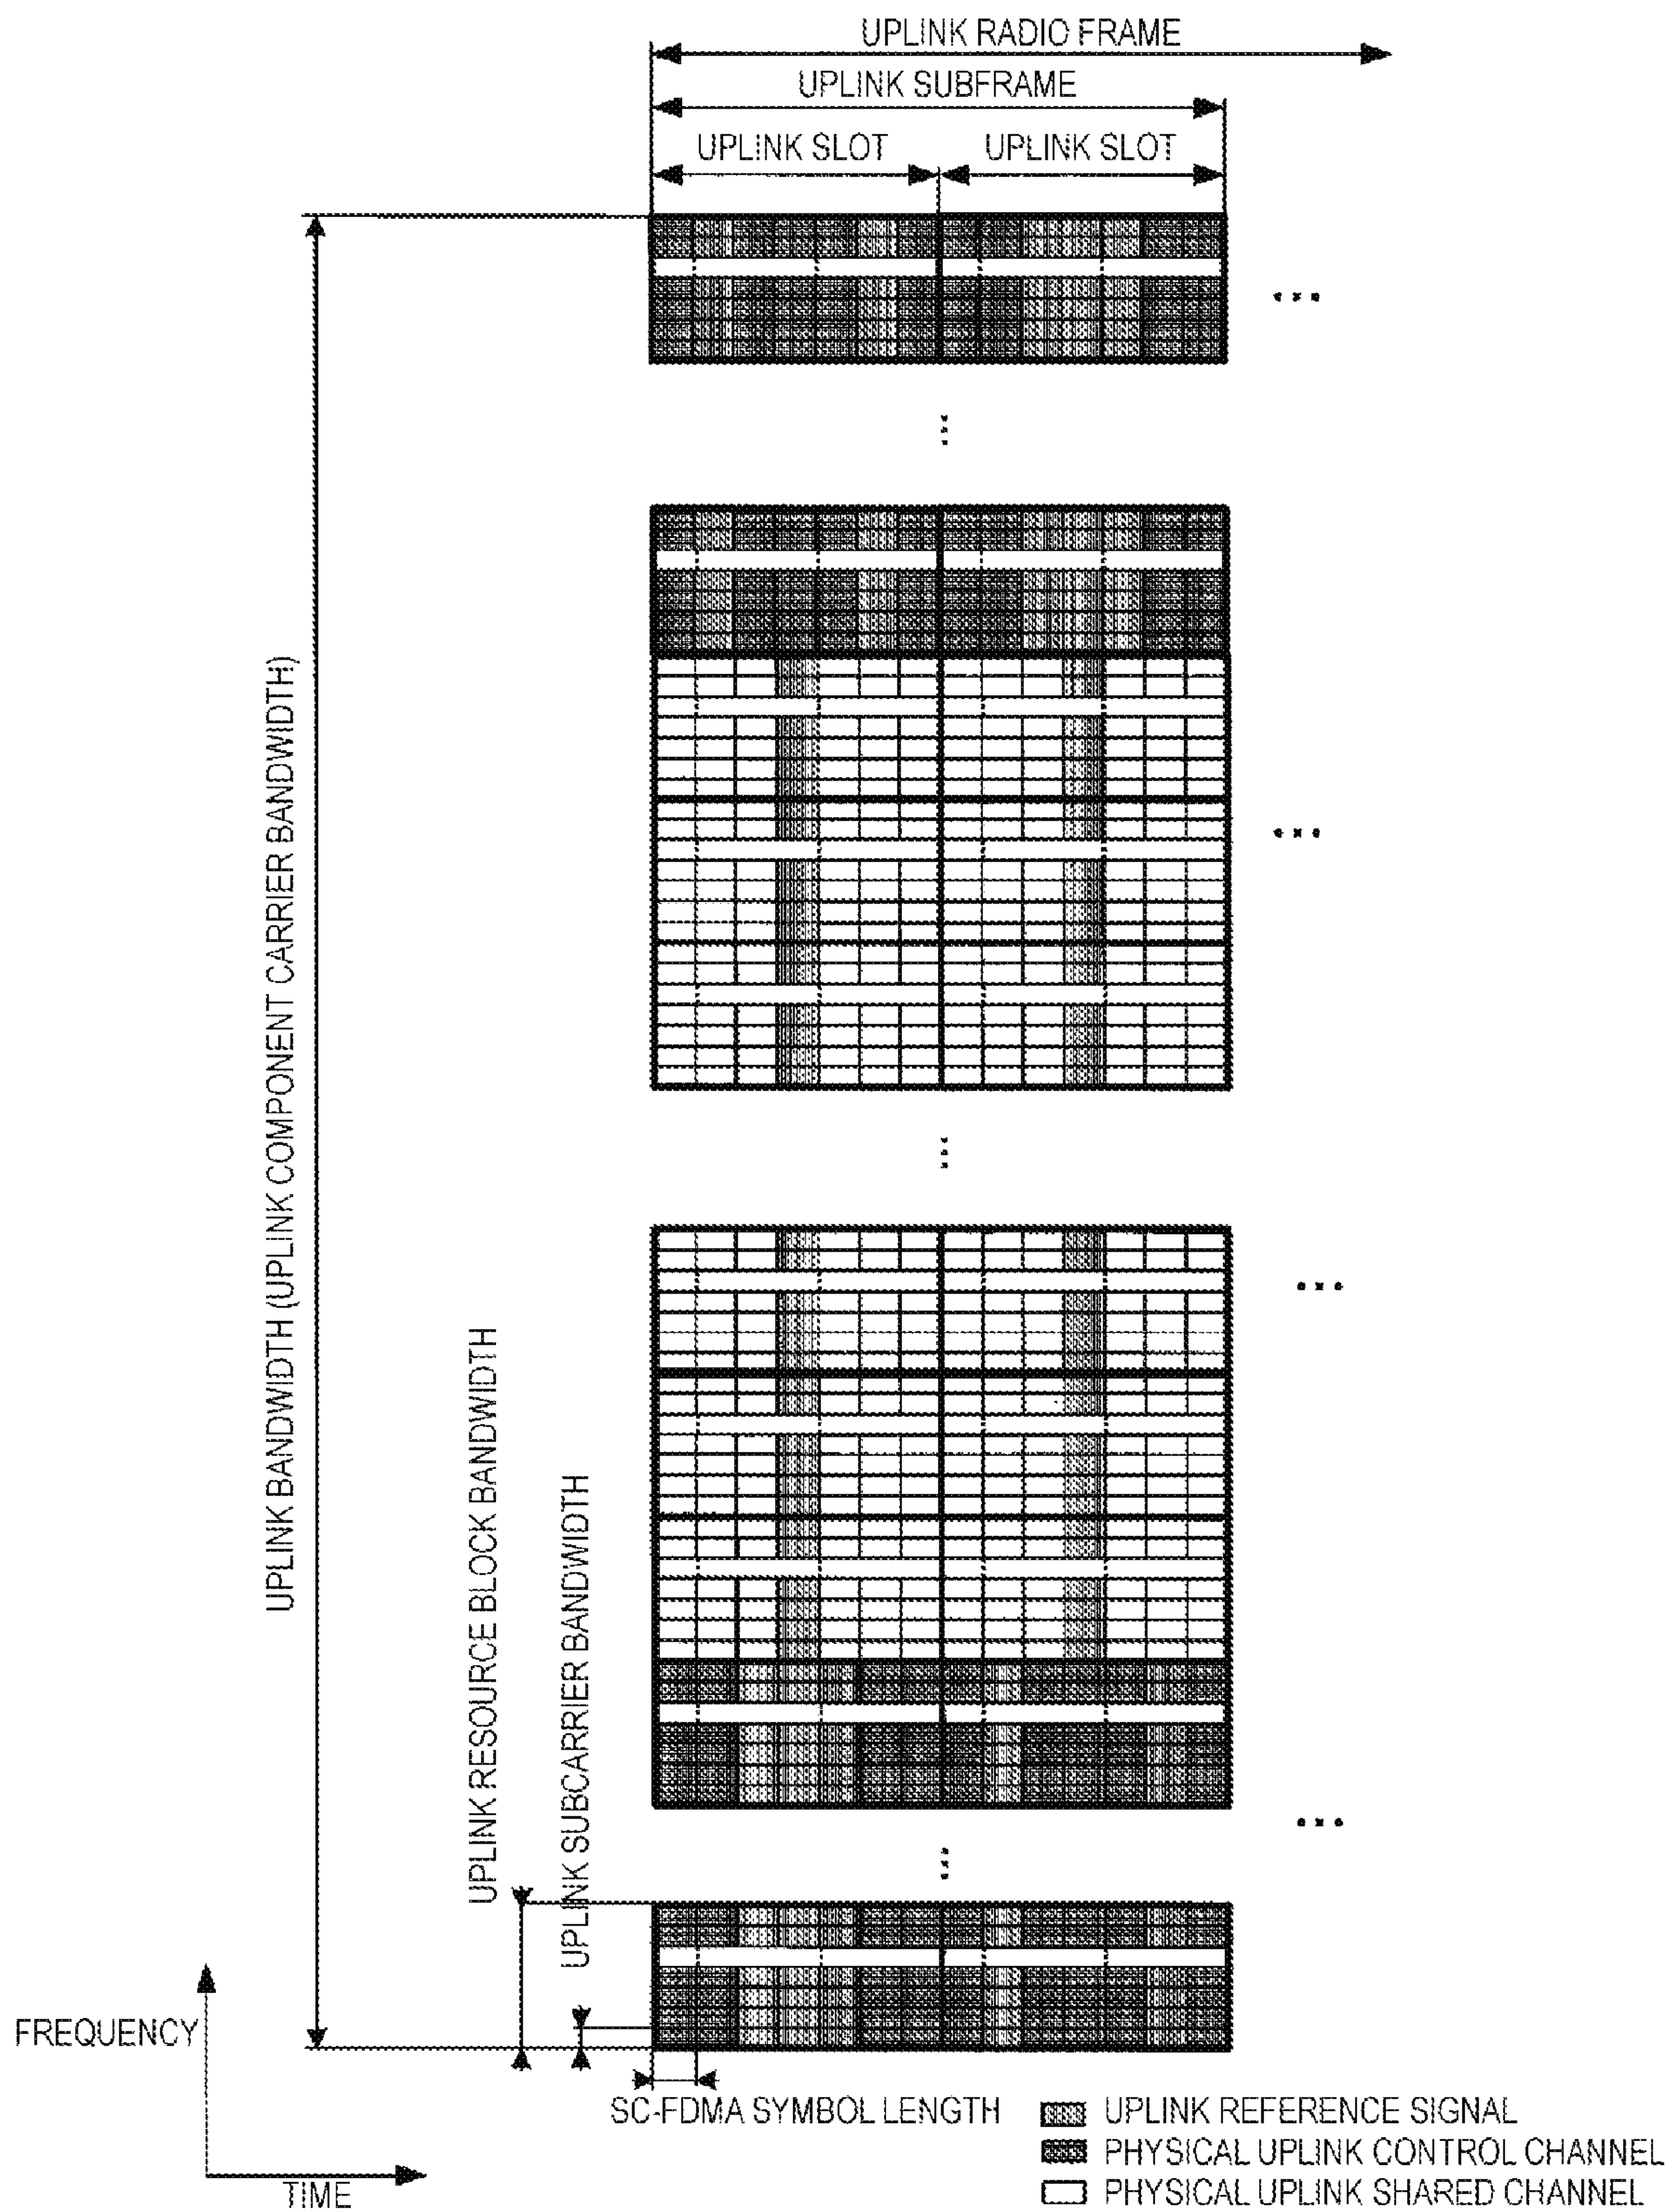 UPLINK RADIO FRAME
UPLINK SUBFRAME
UPLINK SLOT
UPLINK SLOT
UPLINK BANDWIDTH (UPLINK COMPONENT CARRIER BANDWIDTH)
UPLINK RESOURCE BLOCK BANDWIDTH
UPLINK SUBCARRIER BANDWIDTH
FREQUENCY
TIME
SC-FDMA SYMBOL LENGTH
UPLINK REFERENCE SIGNAL
PHYSICAL UPLINK CONTROL CHANNEL
PHYSICAL UPLINK SHARED CHANNEL